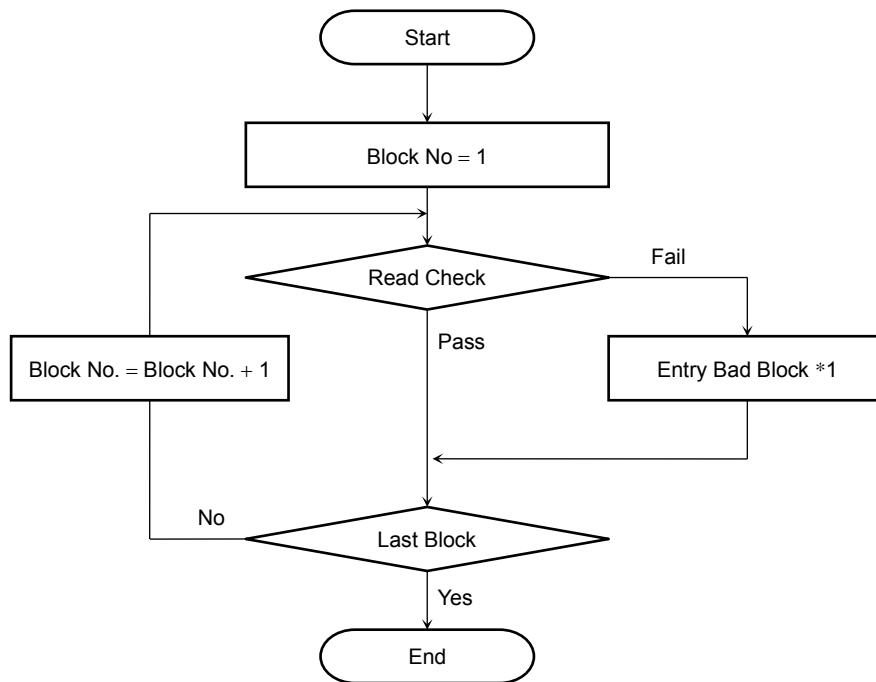 Start
Block No = 1
Read Check
Fail
Pass
Block No. = Block No. + 1
Entry Bad Block *1
No
Last Block
Yes
End